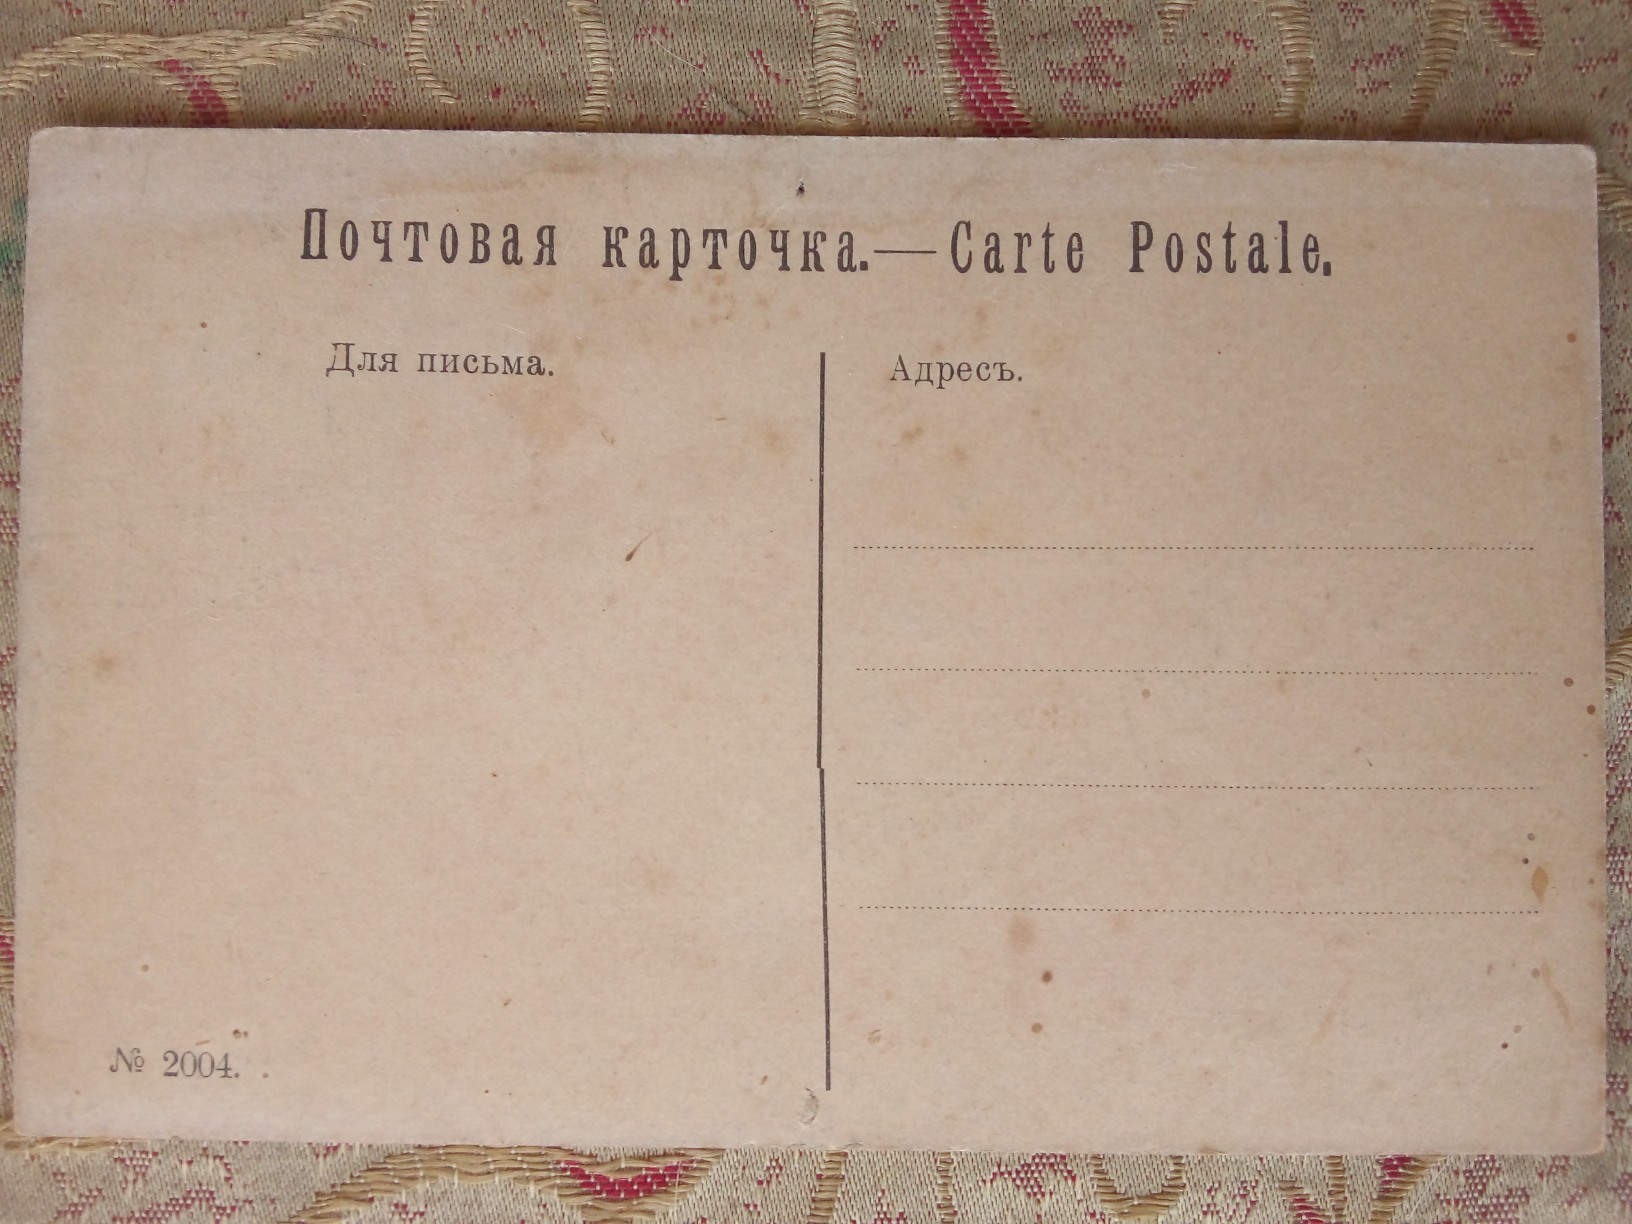 Почтовая карточка.—Carte Postale.
Для письма.
Адресъ.
№ 2004.